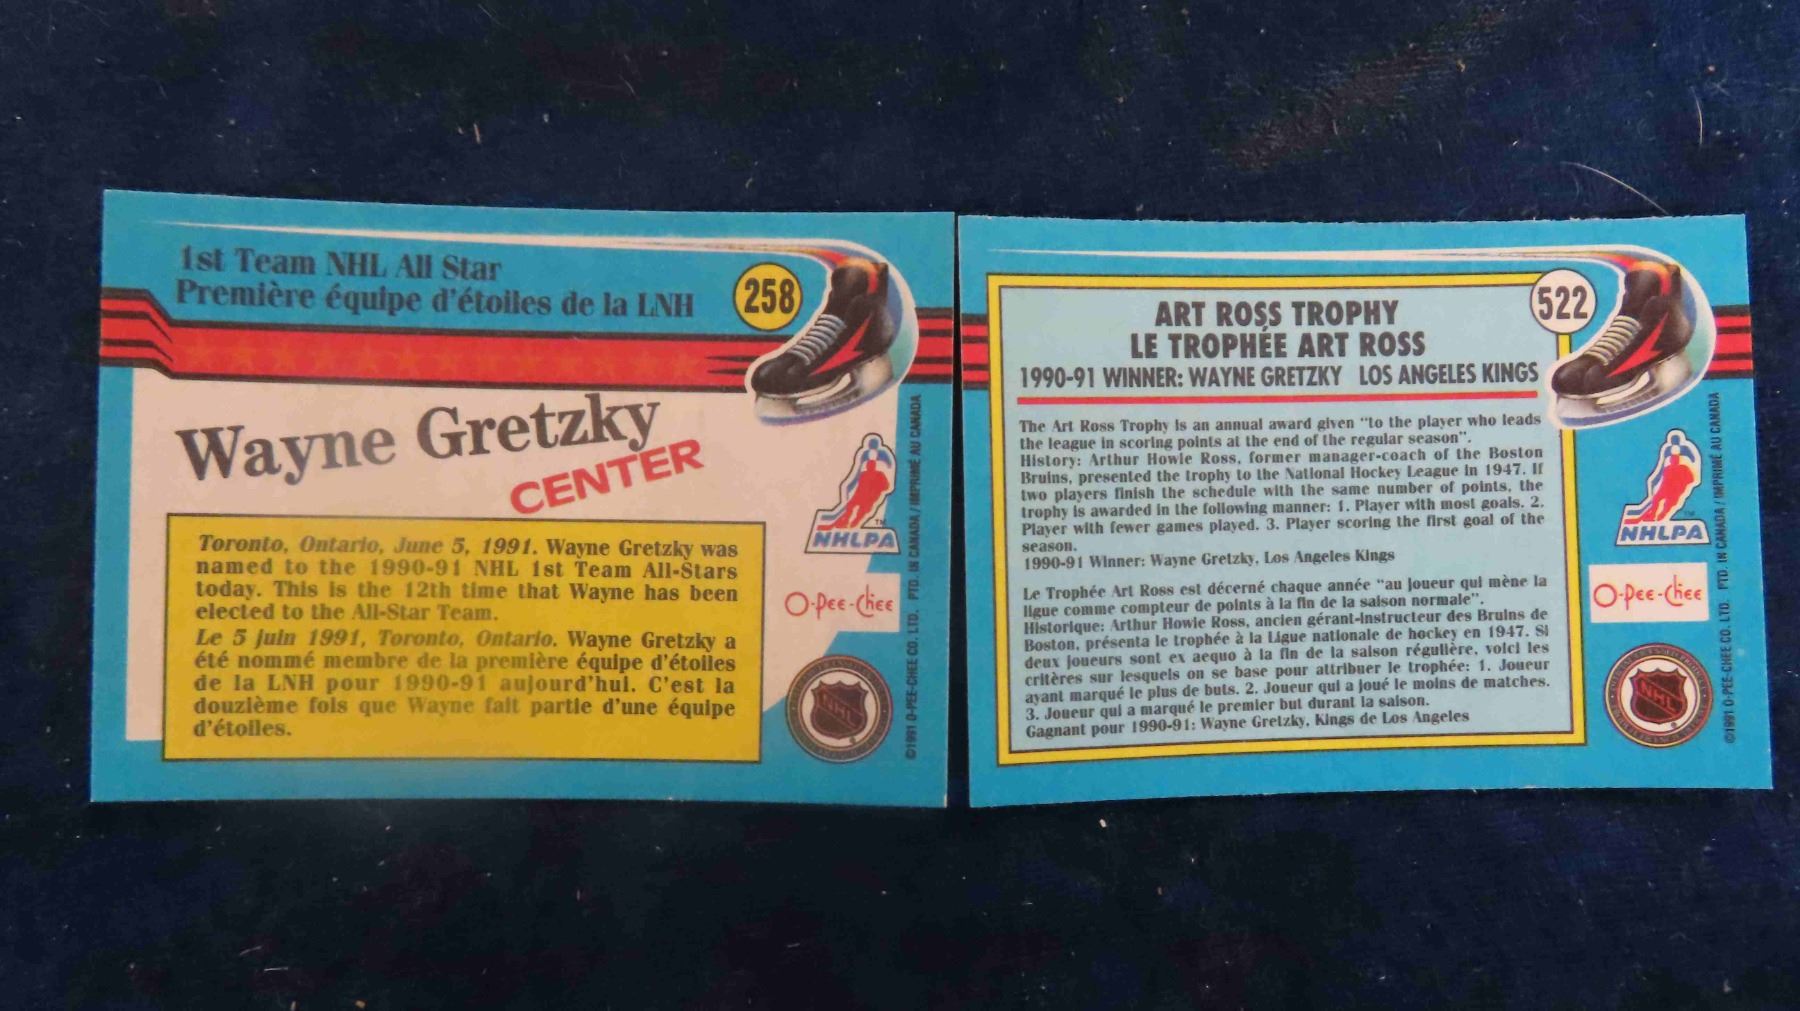 1st Team NHL All Star
Première équipe d'étoiles de la LNH
258
Wayne Gretzky
CENTER
Toronto, Ontario, June 5, 1991. Wayne Gretzky was
named to the 1990-91 NHL 1st Team All-Stars
today. This is the 12th time that Wayne has been
elected to the All-Star Team.
Le 5 juin 1991, Toronto, Ontario. Wayne Gretzky a
été nommé membre de la première équipe d'étoiles
de la LNH pour 1990-91 aujourd'hui. C'est la
douzième fois que Wayne fait partie d'une équipe
d'étoiles.
TM
NHLPA
O-Pee-Chee
NHL
©1991 O-PEE-CHEE CO. LTD. PTD. IN CANADA / IMPRIMÉ AU CANADA
522
ART ROSS TROPHY
LE TROPHÉE ART ROSS
1990-91 WINNER: WAYNE GRETZKY LOS ANGELES KINGS
The Art Ross Trophy is an annual award given "to the player who leads
the league in scoring points at the end of the regular season".
History: Arthur Howie Ross, former manager-coach of the Boston
Bruins, presented the trophy to the National Hockey League in 1947. If
two players finish the schedule with the same number of points, the
trophy is awarded in the following manner: 1. Player with most goals. 2.
Player with fewer games played. 3. Player scoring the first goal of the
season.
1990-91 Winner: Wayne Gretzky, Los Angeles Kings
Le Trophée Art Ross est décerné chaque année "au joueur qui mène la
ligue comme compteur de points à la fin de la saison normale".
Historique: Arthur Howie Ross, ancien gérant-instructeur des Bruins de
Boston, présenta le trophée à la Ligue nationale de hockey en 1947. Si
deux joueurs sont ex aequo à la fin de la saison régulière, voici les
critères sur lesquels on se base pour attribuer le trophée: 1. Joueur
ayant marqué le plus de buts. 2. Joueur qui a joué le moins de matches.
3. Joueur qui a marqué le premier but durant la saison.
Gagnant pour 1990-91: Wayne Gretzky, Kings de Los Angeles
TM
NHLPA
O-Pee-Chee
NHL
©1991 O-PEE-CHEE CO. LTD. PTD. IN CANADA / IMPRIMÉ AU CANADA